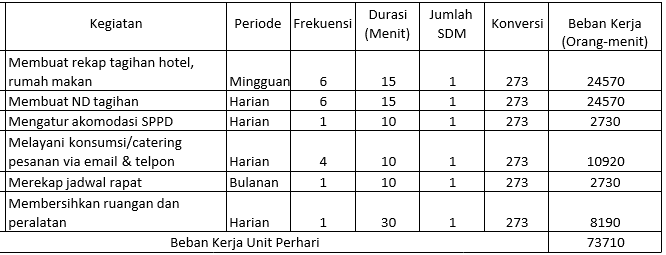 Kegiatan Periode Frekuensi Durasi (Menit) Jumlah SDM Konversi Beban Kerja (Orang-menit)
Membuat rekap tagihan hotel,
rumah makan Mingguan 6 15 1 273 24570
Membuat ND tagihan Harian 6 15 1 273 24570
Mengatur akomodasi SPPD Harian 1 10 1 273 2730
Melayani konsumsi/catering
pesanan via email & telpon Harian 4 10 1 273 10920
Merekap jadwal rapat Bulanan 1 10 1 273 2730
Membersihkan ruangan dan
peralatan Harian 1 30 1 273 8190
Beban Kerja Unit Perhari 73710